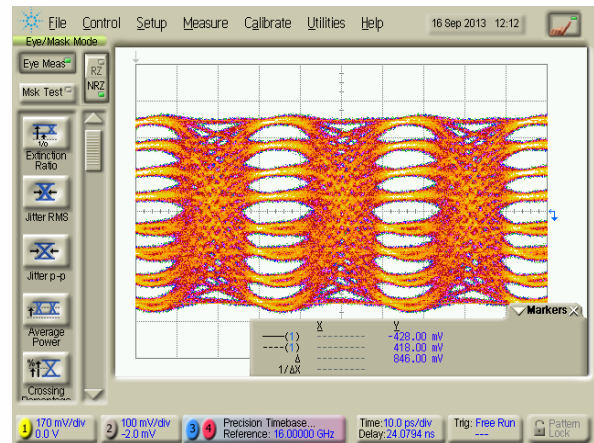 File Control Setup Measure Calibrate Utilities Help 16 Sep 2013 12:12
Eye/Mask Mode
Eye Meas
RZ
NRZ
Msk Test
1/0
Extinction
Ratio
Jitter RMS
Jitter p-p
Average
Power
Crossing
Markers
X Y
(1) --------- -428.00 mV
----(1) --------- 418.00 mV
Δ --------- 846.00 mV
1/ΔX ---------
1 170 mV/div
0.0 V
2 100 mV/div
-2.0 mV
3 4 Precision Timebase...
Reference: 16.00000 GHz
Time:10.0 ps/div
Delay:24.0794 ns
Trig: Free Run
---
Pattern
Lock